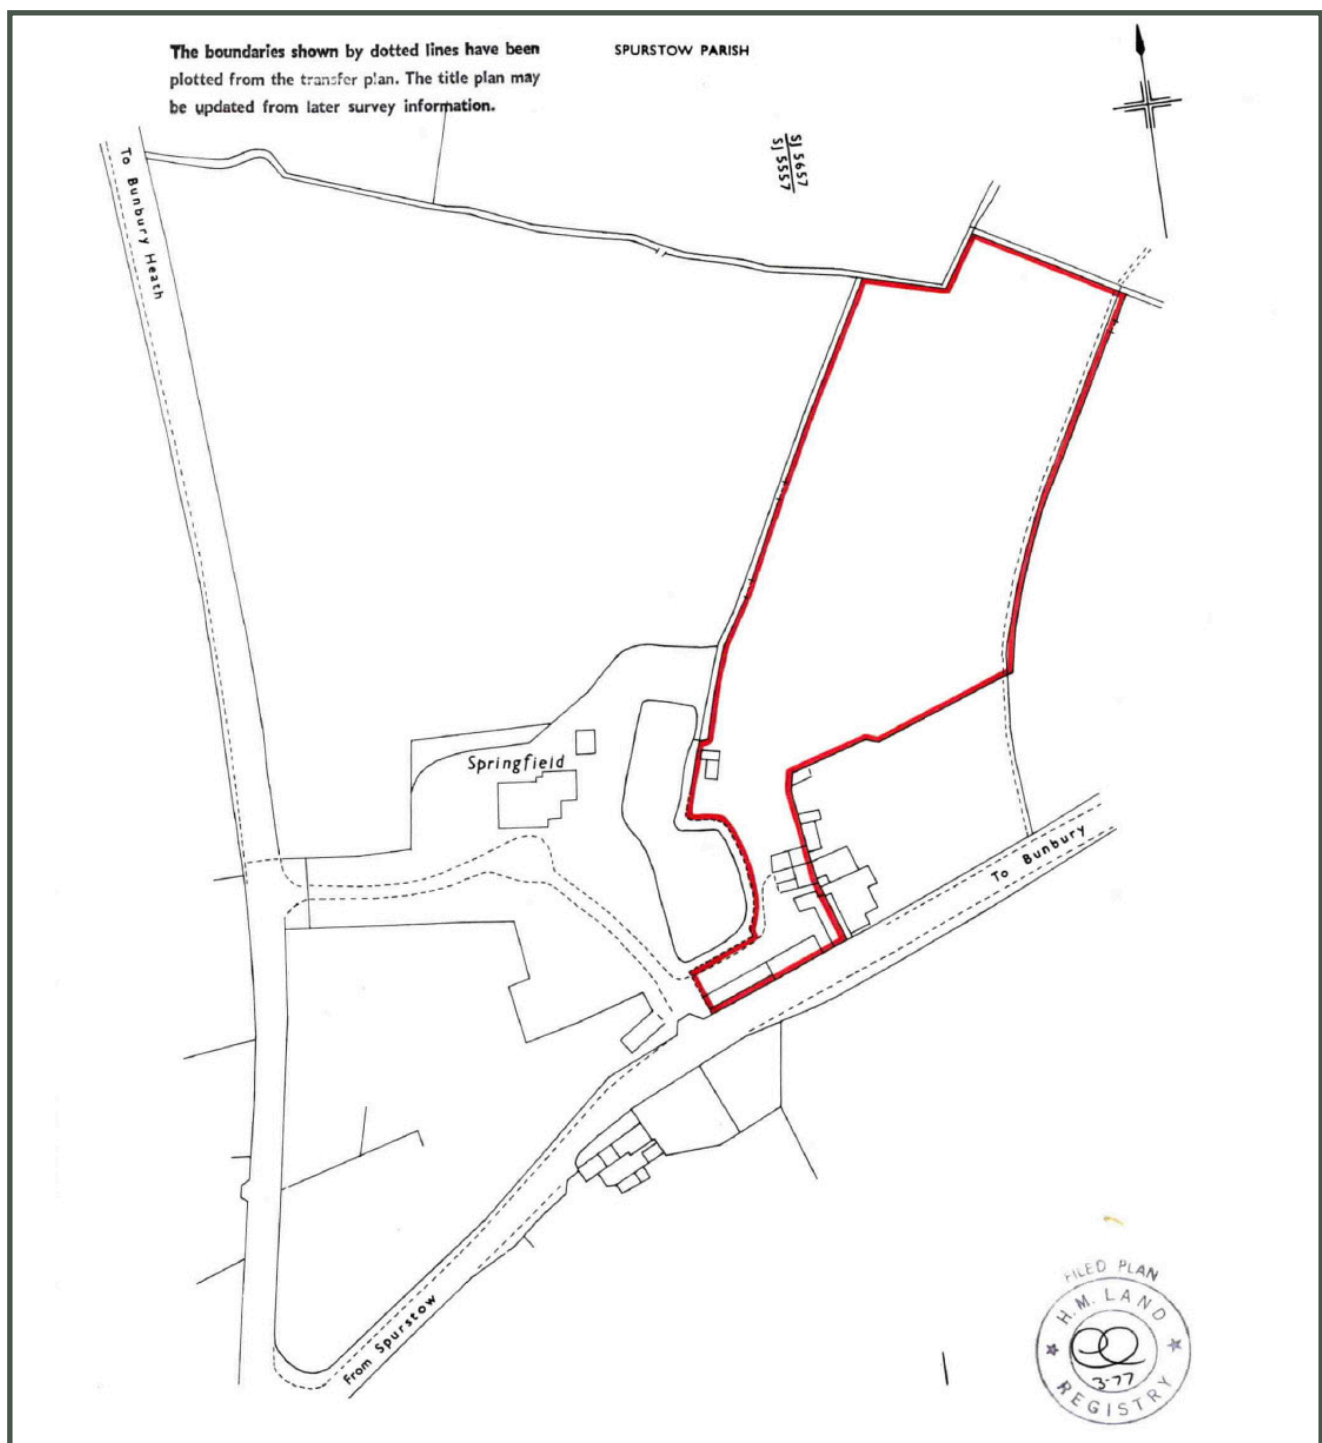 The boundaries shown by dotted lines have been
plotted from the transfer plan. The title plan may
be updated from later survey information.
SPURSTOW PARISH
SJ 5657
SJ 5557
To Bunbury Heath
Springfield
To Bunbury
From Spurstow
FILED PLAN
H.M. LAND
REGISTRY
3-77